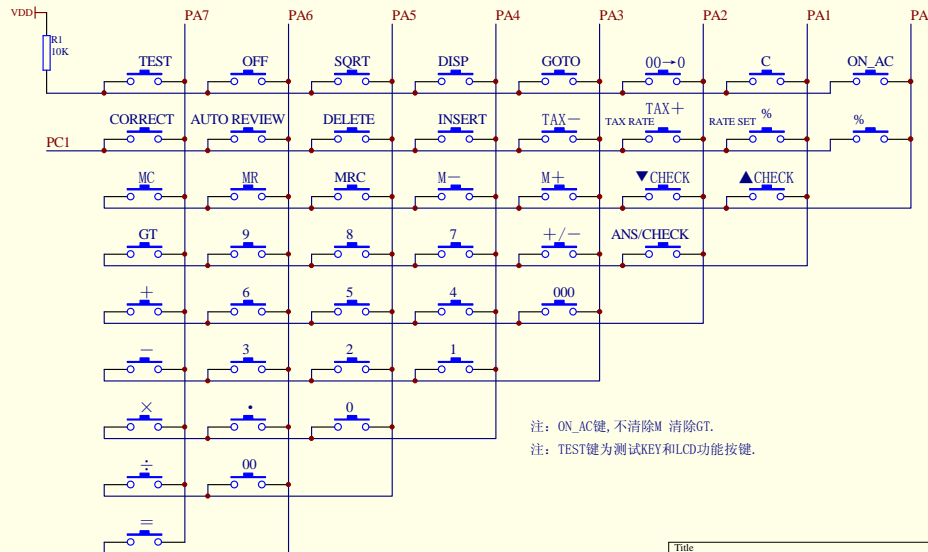 VDD PA7 PA6 PA5 PA4 PA3 PA2 PA1 PA
R1
10K
TEST OFF SQRT DISP GOTO 00→0 C ON_AC
CORRECT AUTO REVIEW DELETE INSERT TAX- TAX RATE TAX+ RATE SET % %
PC1
MC MR MRC M- M+ ▼CHECK ▲CHECK
GT 9 8 7 +/- ANS/CHECK
+ 6 5 4 000
- 3 2 1
× · 0
注: ON_AC键,不清除M 清除GT.
注: TEST键为测试KEY和LCD功能按键.
÷ 00
=
Title